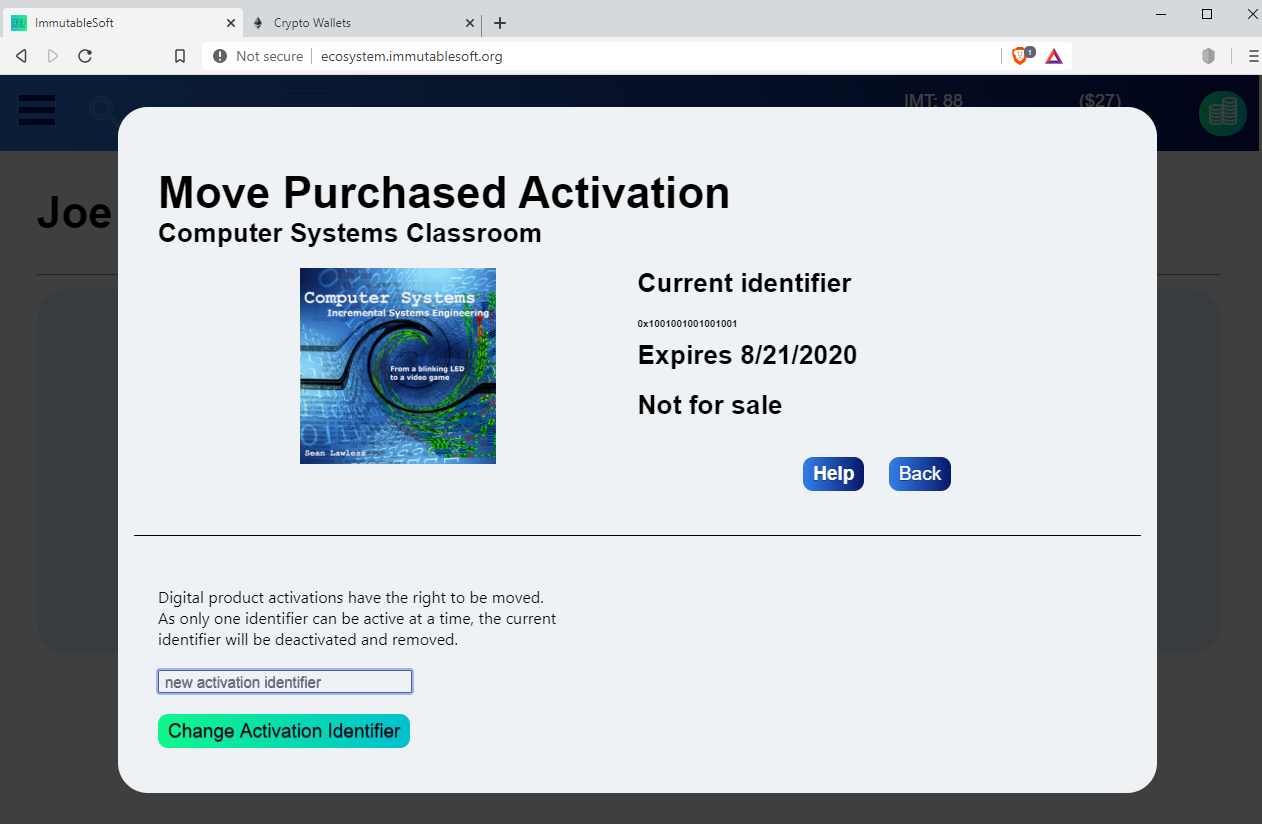 ImmutableSoft
Crypto Wallets
Not secure
ecosystem.immutablesoft.org
1
IMT: 88
($27)
Joe
Move Purchased Activation
Computer Systems Classroom
Computer Systems
Incremental Systems Engineering
From a blinking LED
to a video game
Sean Lawless
Current identifier
0x1001001001001001
Expires 8/21/2020
Not for sale
Help
Back
Digital product activations have the right to be moved.
As only one identifier can be active at a time, the current
identifier will be deactivated and removed.
new activation identifier
Change Activation Identifier